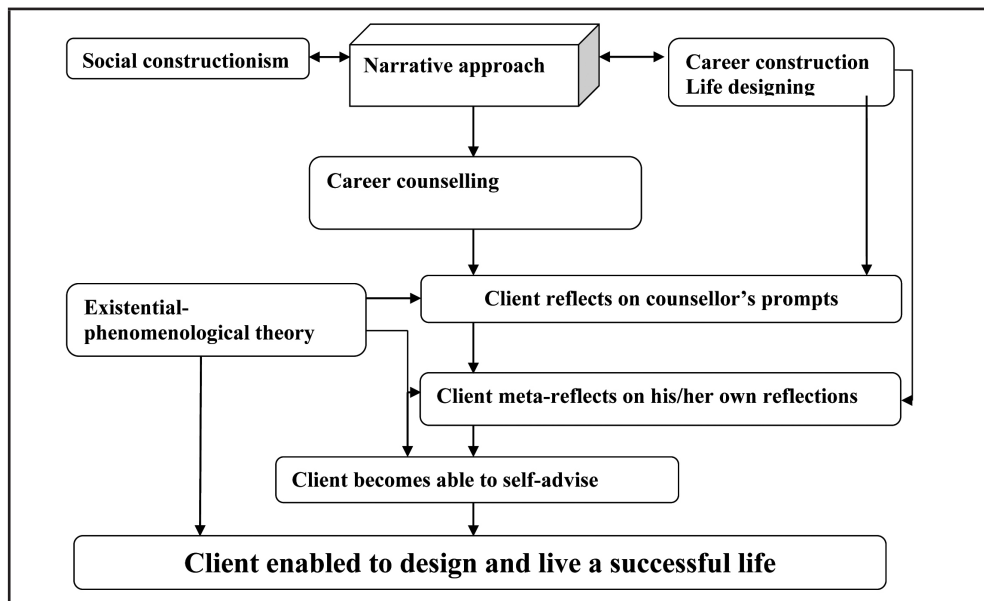 Social constructionism
Narrative approach
Career construction
Life designing
Career counselling
Client reflects on counsellor’s prompts
Existential-
phenomenological theory
Client meta-reflects on his/her own reflections
Client becomes able to self-advise
Client enabled to design and live a successful life